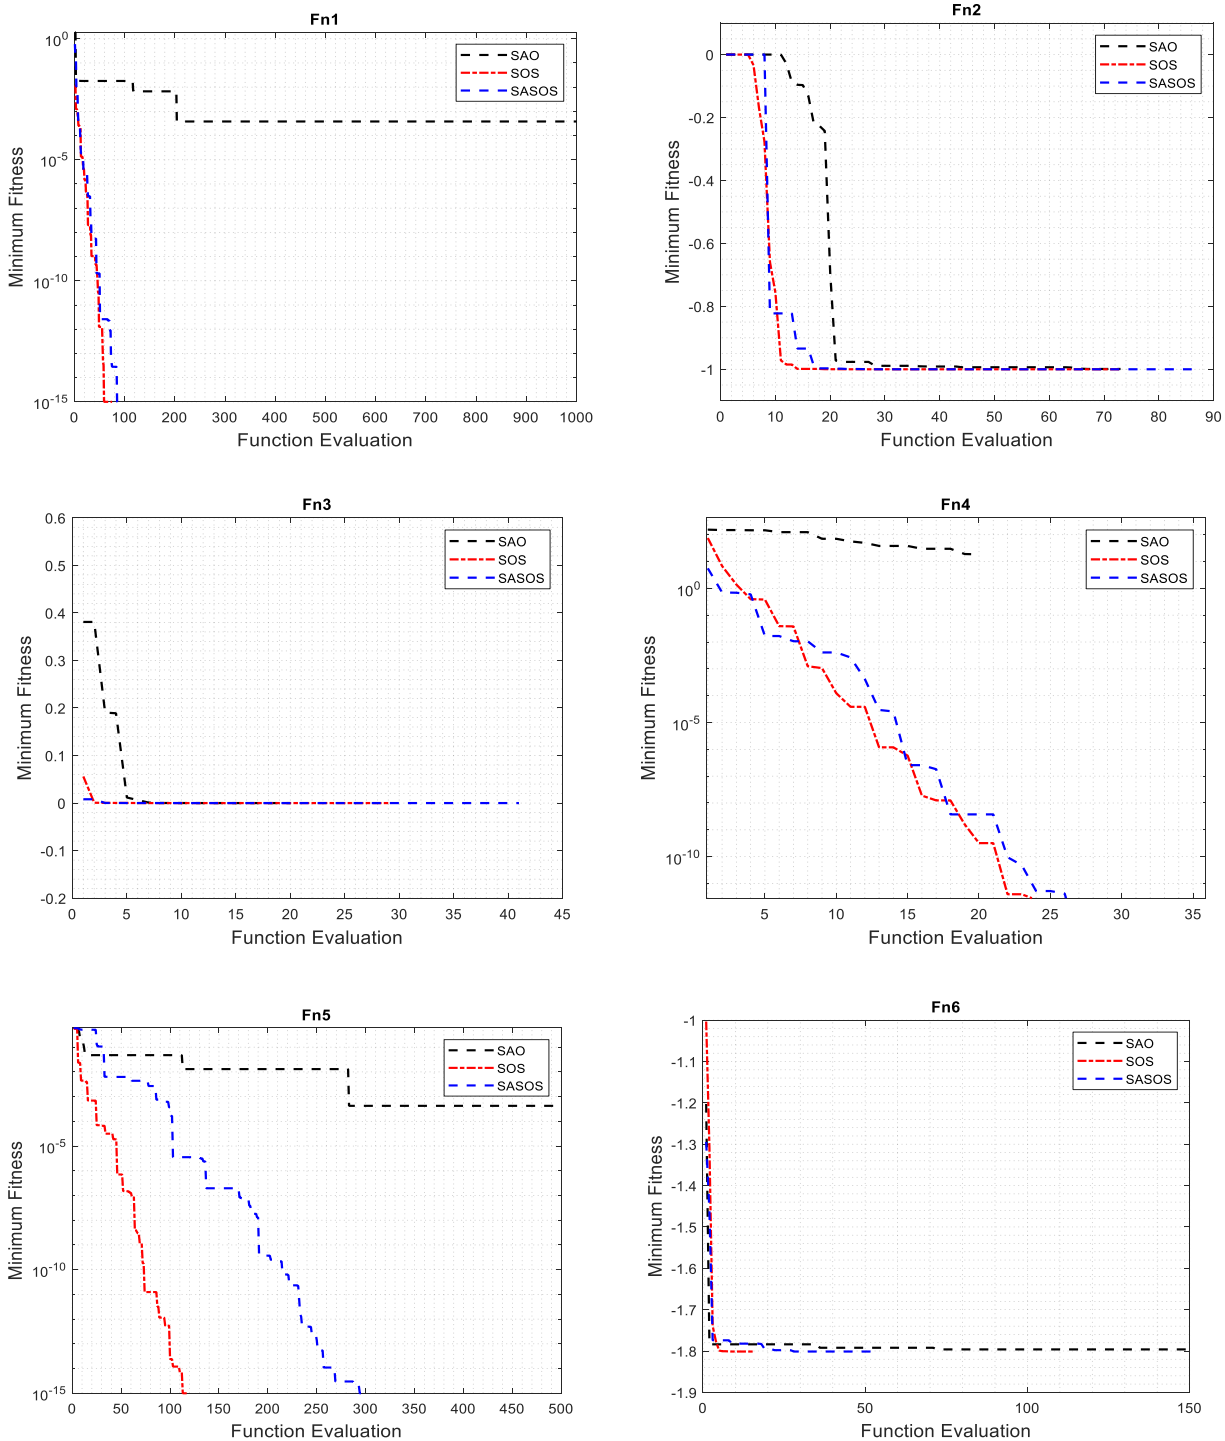 Fn1
10^0
10^-5
10^-10
10^-15
Minimum Fitness
SAO
SOS
SASOS
0 100 200 300 400 500 600 700 800 900 1000
Function Evaluation
Fn2
0
-0.2
-0.4
-0.6
-0.8
-1
Minimum Fitness
SAO
SOS
SASOS
0 10 20 30 40 50 60 70 80 90
Function Evaluation
Fn3
0.6
0.5
0.4
0.3
0.2
0.1
0
-0.1
-0.2
Minimum Fitness
SAO
SOS
SASOS
0 5 10 15 20 25 30 35 40 45
Function Evaluation
Fn4
10^0
10^-5
10^-10
Minimum Fitness
SAO
SOS
SASOS
5 10 15 20 25 30 35
Function Evaluation
Fn5
10^-5
10^-10
10^-15
Minimum Fitness
SAO
SOS
SASOS
0 50 100 150 200 250 300 350 400 450 500
Function Evaluation
Fn6
-1
-1.1
-1.2
-1.3
-1.4
-1.5
-1.6
-1.7
-1.8
-1.9
Minimum Fitness
SAO
SOS
SASOS
0 50 100 150
Function Evaluation